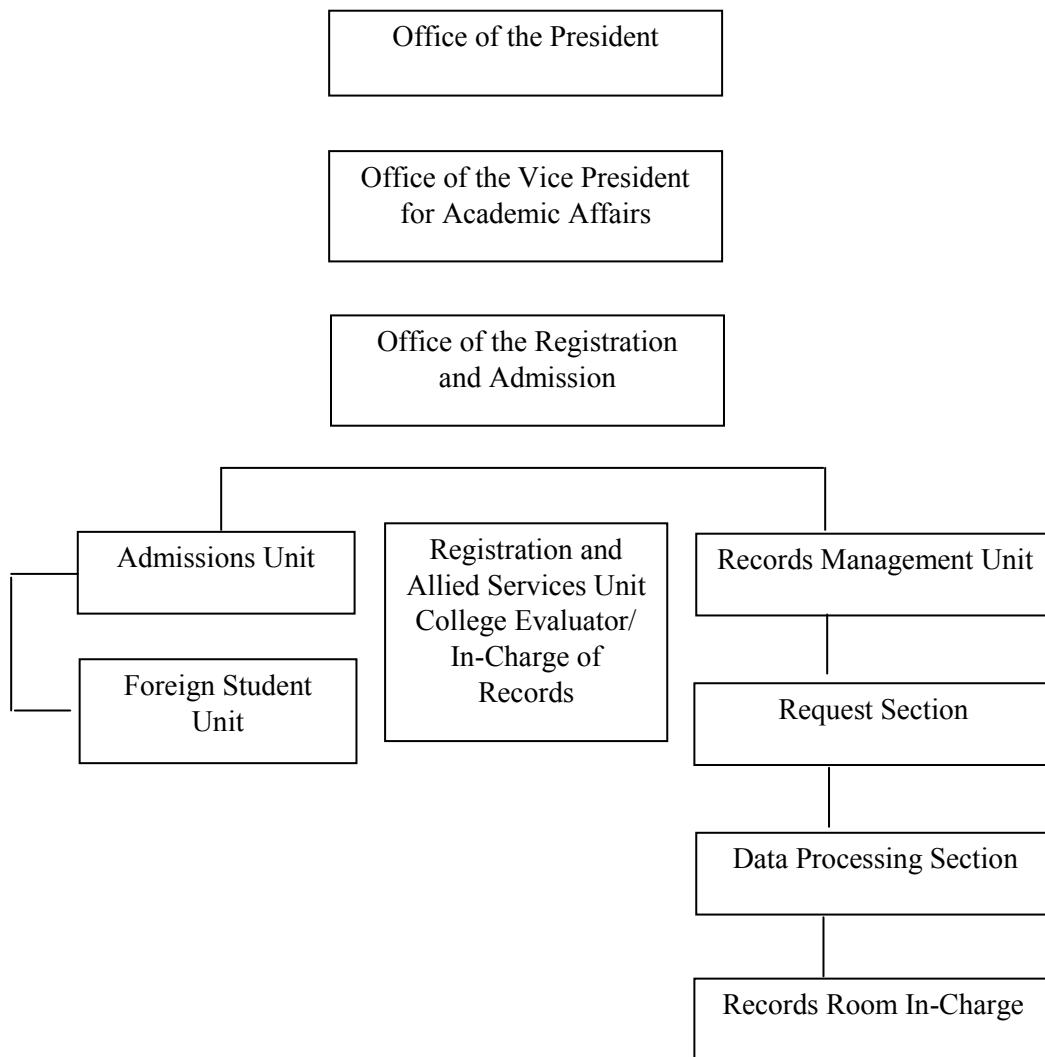 Office of the President
Office of the Vice President
for Academic Affairs
Office of the Registration
and Admission
Admissions Unit
Foreign Student
Unit
Registration and
Allied Services Unit
College Evaluator/
In-Charge of
Records
Records Management Unit
Request Section
Data Processing Section
Records Room In-Charge